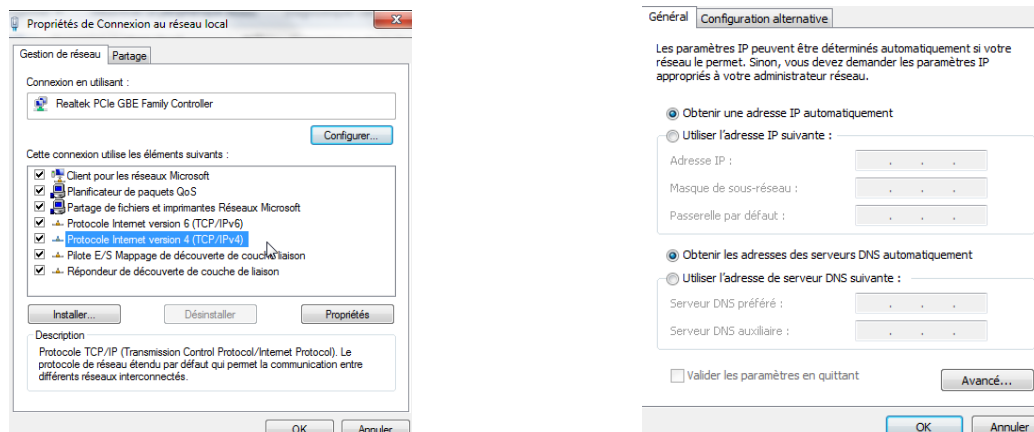 Propriétés de Connexion au réseau local
Gestion de réseau Partage
Connexion en utilisant :
Realtek PCIe GBE Family Controller
Configurer...
Cette connexion utilise les éléments suivants :
Client pour les réseaux Microsoft
Planificateur de paquets QoS
Partage de fichiers et imprimantes Réseaux Microsoft
Protocole Internet version 6 (TCP/IPv6)
Protocole Internet version 4 (TCP/IPv4)
Pilote E/S Mappage de découverte de couche liaison
Répondeur de découverte de couche de liaison
Installer... Désinstaller Propriétés
Description
Protocole TCP/IP (Transmission Control Protocol/Internet Protocol). Le
protocole de réseau étendu par défaut qui permet la communication entre
différents réseaux interconnectés.
OK Annuler
Général Configuration alternative
Les paramètres IP peuvent être déterminés automatiquement si votre
réseau le permet. Sinon, vous devez demander les paramètres IP
appropriés à votre administrateur réseau.
Obtenir une adresse IP automatiquement
Utiliser l'adresse IP suivante :
Adresse IP :
Masque de sous-réseau :
Passerelle par défaut :
Obtenir les adresses des serveurs DNS automatiquement
Utiliser l'adresse de serveur DNS suivante :
Serveur DNS préféré :
Serveur DNS auxiliaire :
Valider les paramètres en quittant
Avancé...
OK Annuler